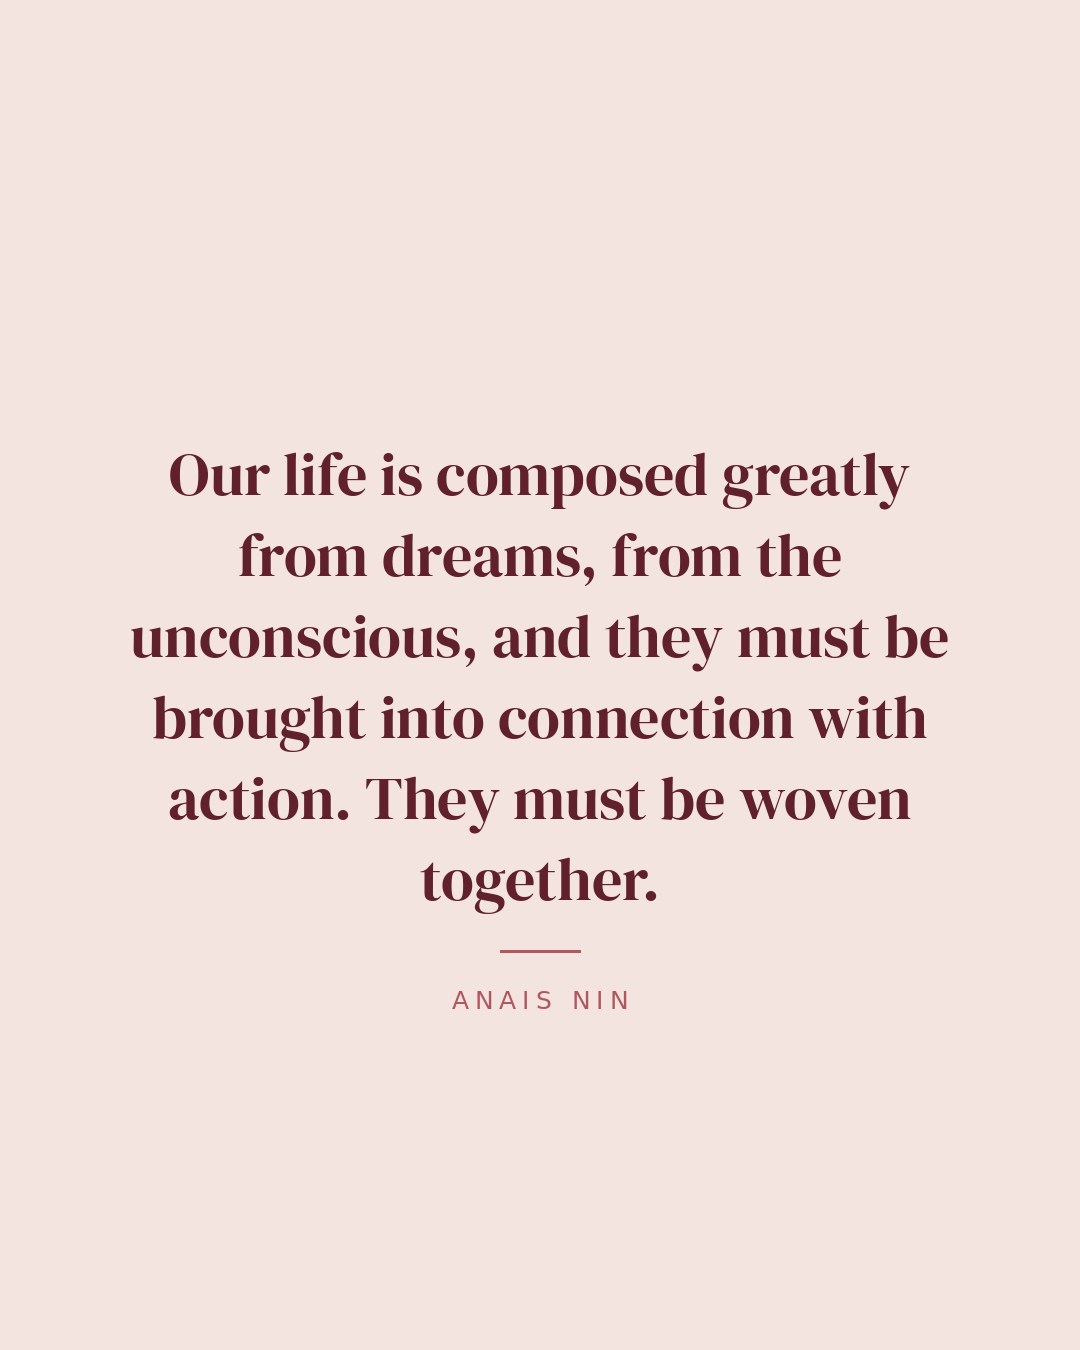 Our life is composed greatly
from dreams, from the
unconscious, and they must be
brought into connection with
action. They must be woven
together.
ANAIS NIN